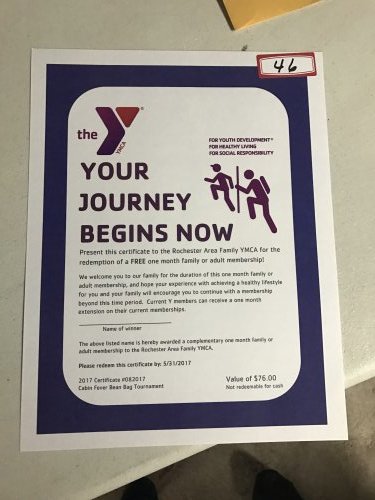 46
the
YMCA
FOR YOUTH DEVELOPMENT®
FOR HEALTHY LIVING
FOR SOCIAL RESPONSIBILITY
YOUR
JOURNEY
BEGINS NOW
Present this certificate to the Rochester Area Family YMCA for the
redemption of a FREE one month family or adult membership!
We welcome you to our family for the duration of this one month family or
adult membership, and hope your experience with achieving a healthy lifestyle
for you and your family will encourage you to continue with a membership
beyond this time period. Current Y members can receive a one month
extension on their current memberships.
Name of winner
The above listed name is hereby awarded a complementary one month family or
adult membership to the Rochester Area Family YMCA.
Please redeem this certificate by: 5/31/2017
2017 Certificate #082017
Cabin Fever Bean Bag Tournament
Value of $76.00
Not redeemable for cash